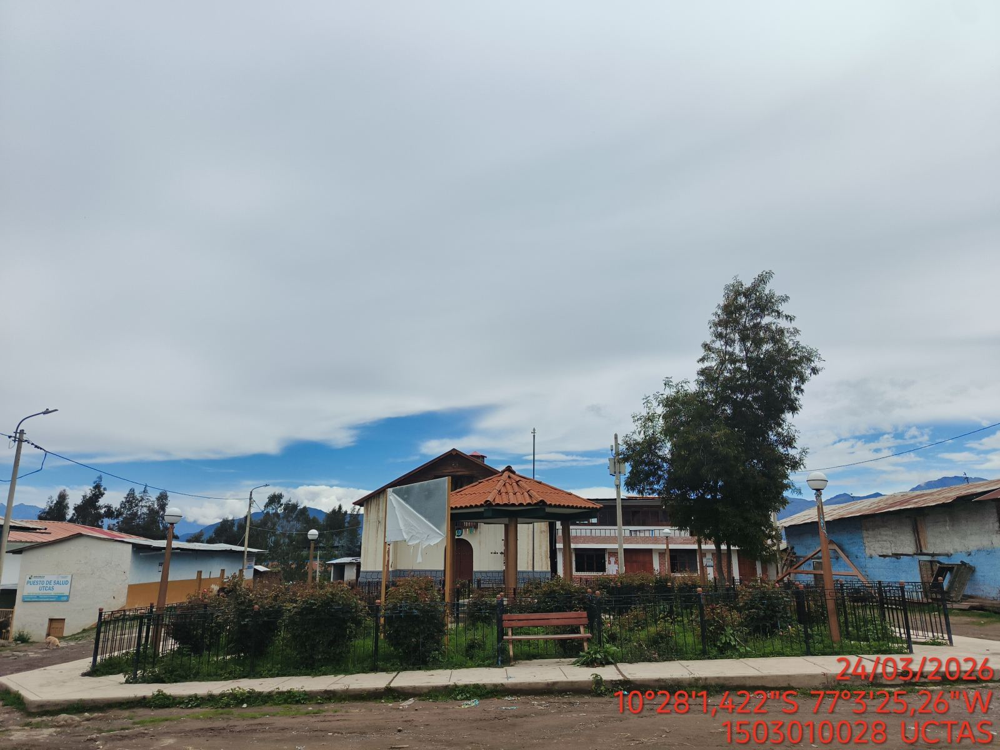 PUESTO DE SALUD
UTCAS
24/03/2026
10°28'1,422"S 77°3'25,26"W
1503010028 UCTAS